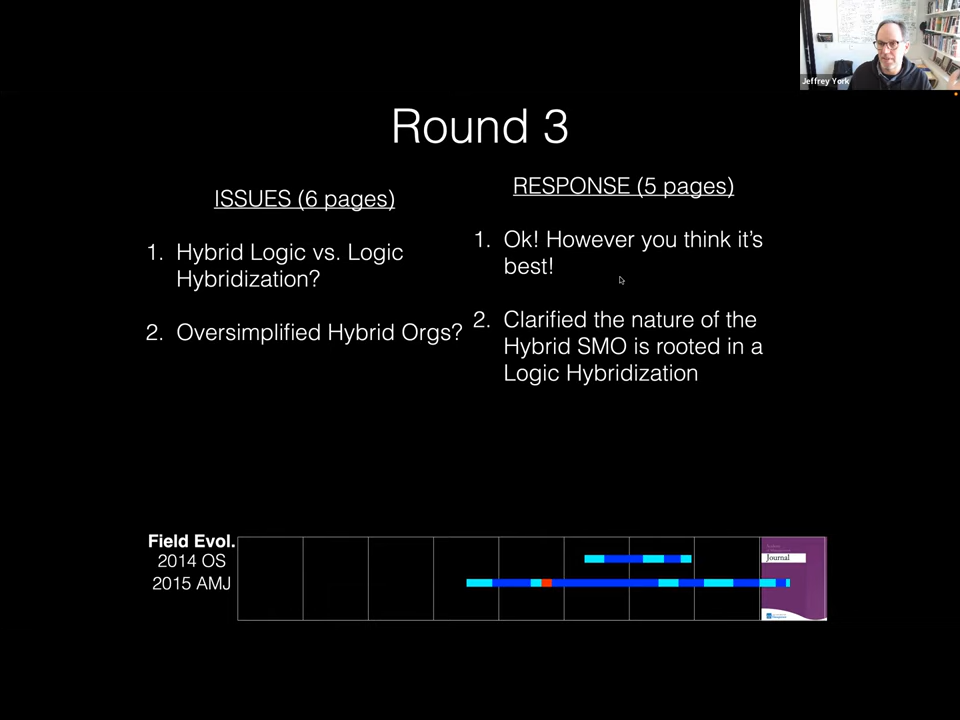 Jeffrey York
Round 3
ISSUES (6 pages)
1. Hybrid Logic vs. Logic
Hybridization?
2. Oversimplified Hybrid Orgs?
RESPONSE (5 pages)
1. Ok! However you think it's
best!
2. Clarified the nature of the
Hybrid SMO is rooted in a
Logic Hybridization
Field Evol.
2014 OS
2015 AMJ
Journal